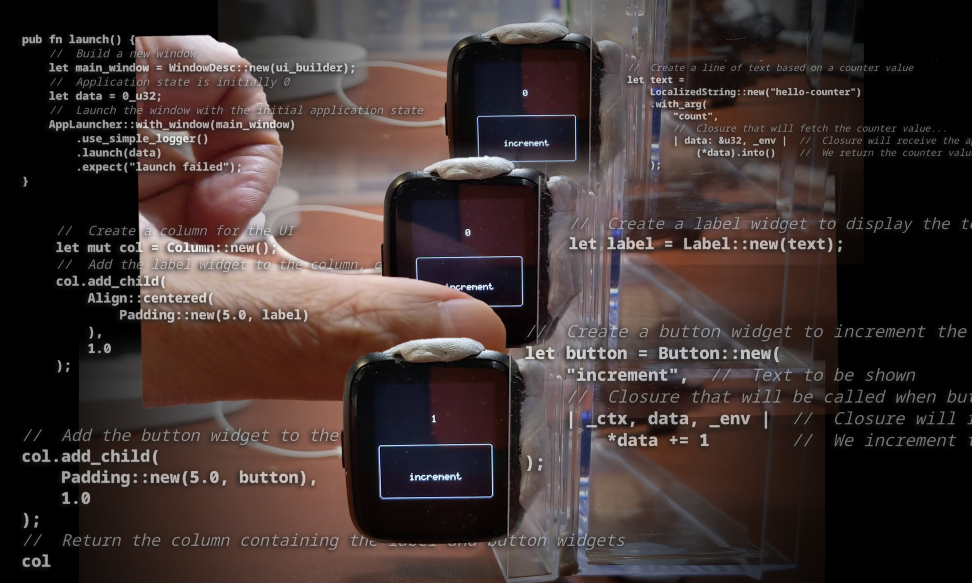 pub fn launch() {
// Build a new window
let main_window = WindowDesc::new(ui_builder);
// Application state is initially 0
let data = 0_u32;
// Launch the window with the initial application state
AppLauncher::with_window(main_window)
.use_simple_logger()
.launch(data)
.expect("launch failed");
}
// Create a column for the UI
let mut col = Column::new();
// Add the label widget to the column, c
col.add_child(
Align::centered(
Padding::new(5.0, label)
),
1.0
);
// Add the button widget to the
col.add_child(
Padding::new(5.0, button),
1.0
);
// Return the column containing the label and button widgets
col
0
increment
0
increment
1
increment
// Create a line of text based on a counter value
let text =
LocalizedString::new("hello-counter")
.with_arg(
"count",
// Closure that will fetch the counter value...
| data: &u32, _env | // Closure will receive the
(*data).into() // We return the counter
);
// Create a label widget to display the
let label = Label::new(text);
// Create a button widget to increment the
let button = Button::new(
"increment", // Text to be shown
// Closure that will be called when
| _ctx, data, _env | // Closure will
*data += 1 // We increment
);